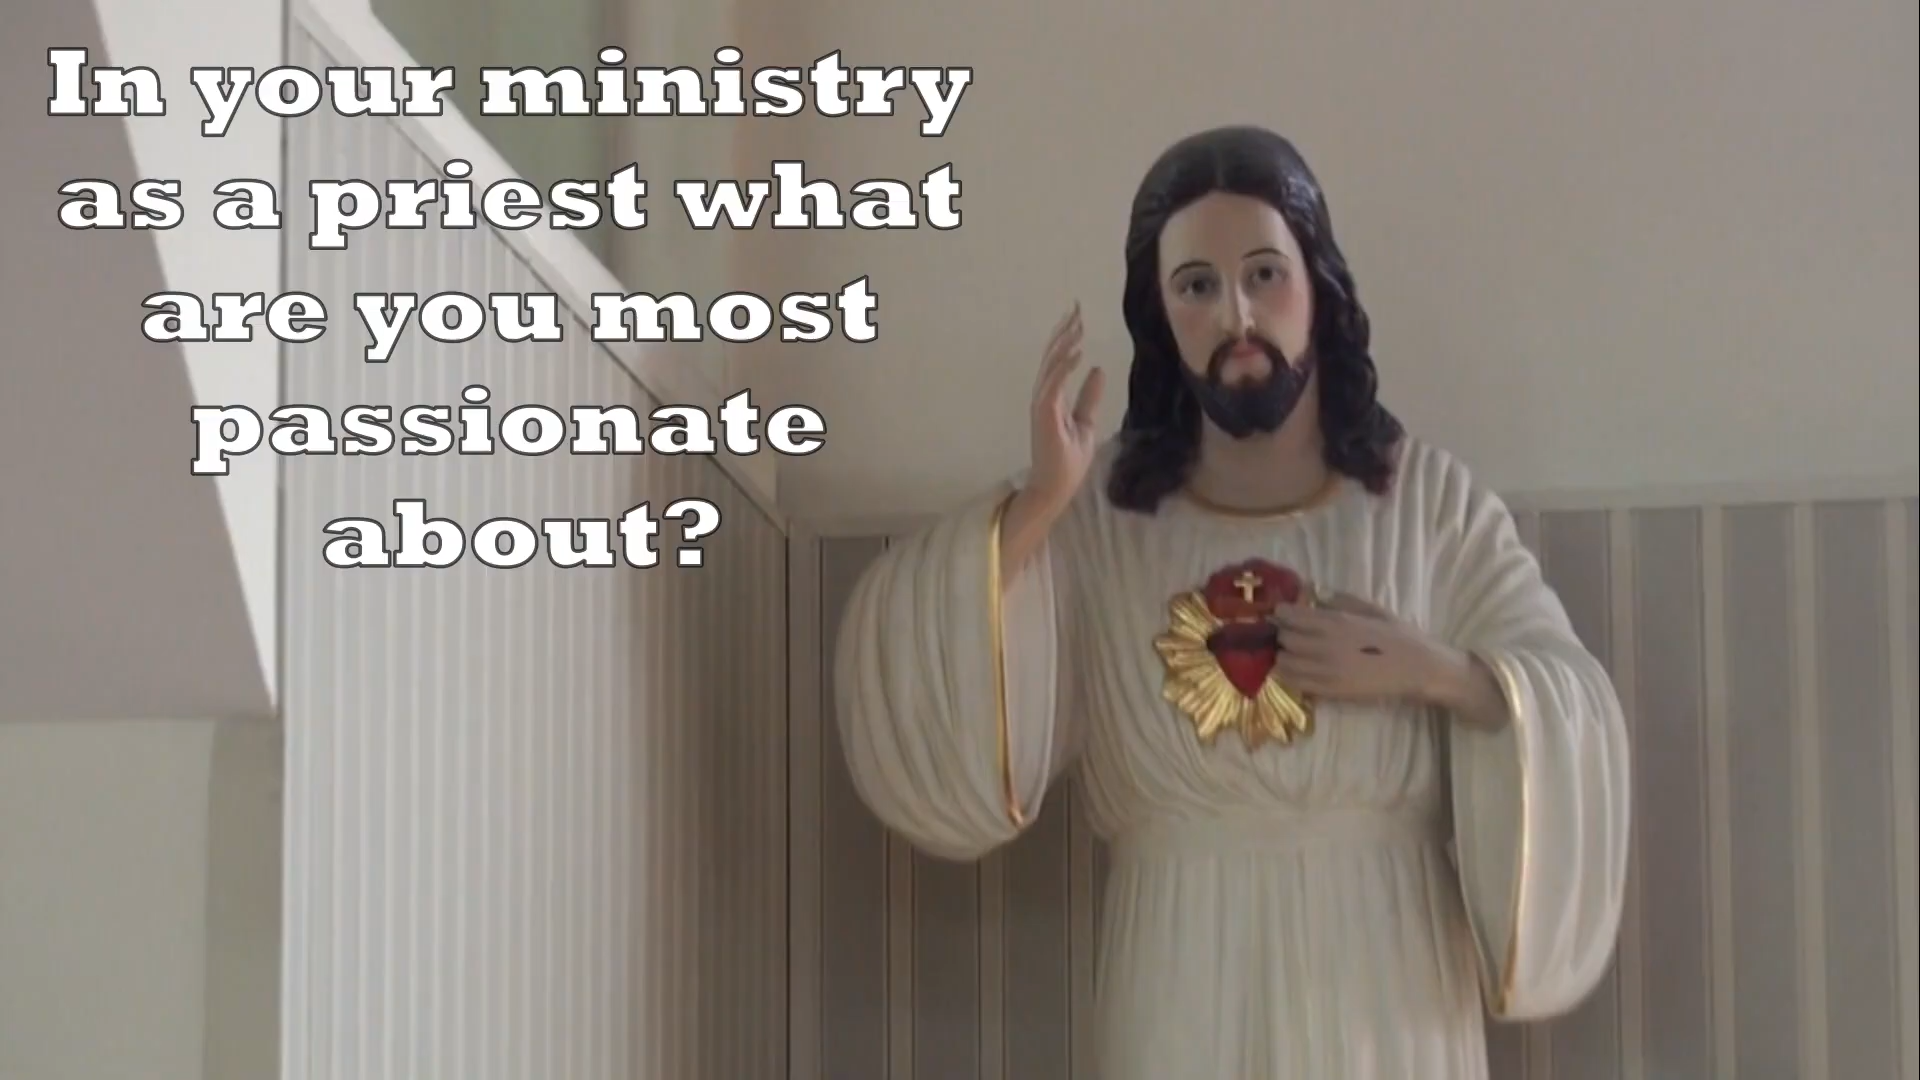 In your ministry
as a priest what
are you most
passionate
about?